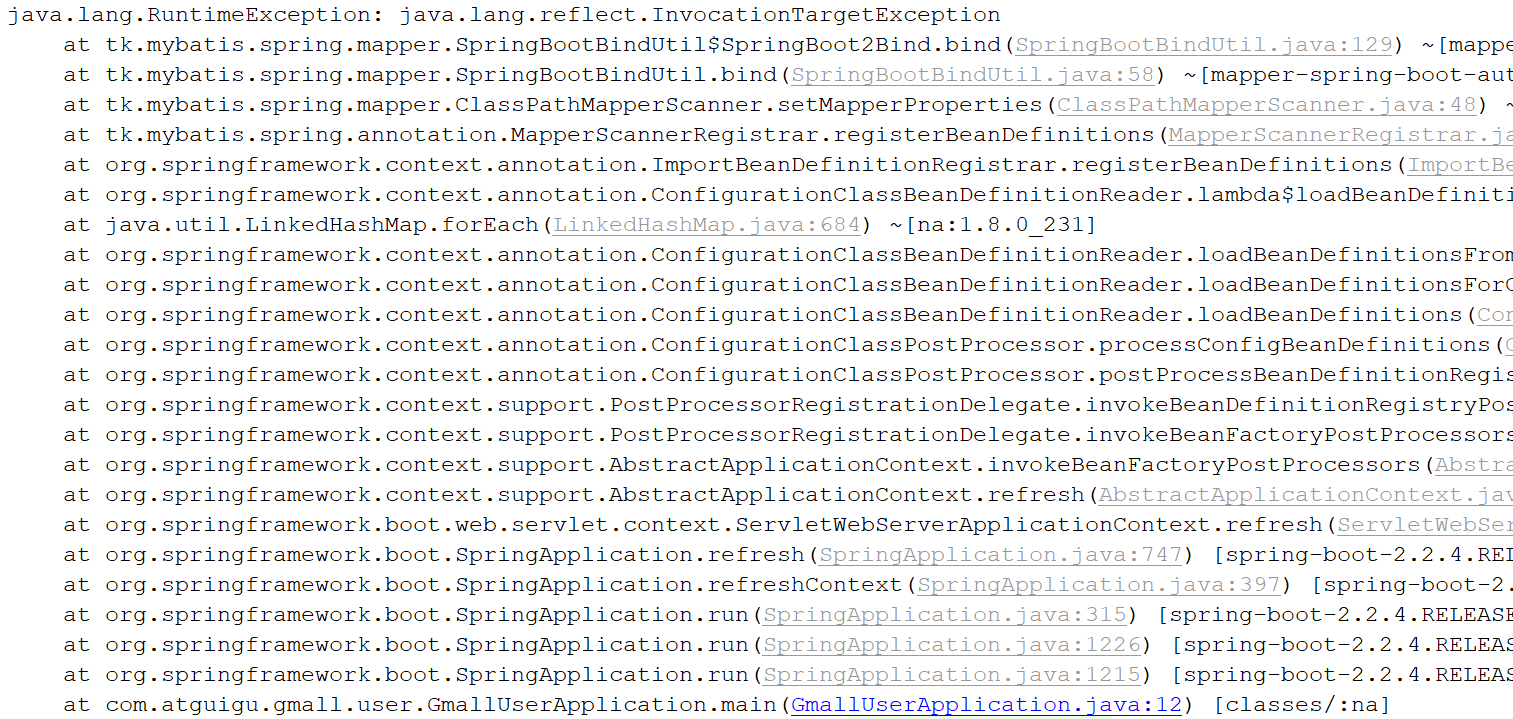 java.lang.RuntimeException: java.lang.reflect.InvocationTargetException
at tk.mybatis.spring.mapper.SpringBootBindUtil$SpringBoot2Bind.bind(SpringBootBindUtil.java:129) ~[mappe
at tk.mybatis.spring.mapper.SpringBootBindUtil.bind(SpringBootBindUtil.java:58) ~[mapper-spring-boot-aut
at tk.mybatis.spring.mapper.ClassPathMapperScanner.setMapperProperties(ClassPathMapperScanner.java:48) ~
at tk.mybatis.spring.annotation.MapperScannerRegistrar.registerBeanDefinitions(MapperScannerRegistrar.ja
at org.springframework.context.annotation.ImportBeanDefinitionRegistrar.registerBeanDefinitions(ImportBe
at org.springframework.context.annotation.ConfigurationClassBeanDefinitionReader.lambda$loadBeanDefiniti
at java.util.LinkedHashMap.forEach(LinkedHashMap.java:684) ~[na:1.8.0_231]
at org.springframework.context.annotation.ConfigurationClassBeanDefinitionReader.loadBeanDefinitionsFrom
at org.springframework.context.annotation.ConfigurationClassBeanDefinitionReader.loadBeanDefinitionsForC
at org.springframework.context.annotation.ConfigurationClassBeanDefinitionReader.loadBeanDefinitions(Con
at org.springframework.context.annotation.ConfigurationClassPostProcessor.processConfigBeanDefinitions(C
at org.springframework.context.annotation.ConfigurationClassPostProcessor.postProcessBeanDefinitionRegis
at org.springframework.context.support.PostProcessorRegistrationDelegate.invokeBeanDefinitionRegistryPos
at org.springframework.context.support.PostProcessorRegistrationDelegate.invokeBeanFactoryPostProcessors
at org.springframework.context.support.AbstractApplicationContext.invokeBeanFactoryPostProcessors(Abstra
at org.springframework.context.support.AbstractApplicationContext.refresh(AbstractApplicationContext.jav
at org.springframework.boot.web.servlet.context.ServletWebServerApplicationContext.refresh(ServletWebSer
at org.springframework.boot.SpringApplication.refresh(SpringApplication.java:747) [spring-boot-2.2.4.REL
at org.springframework.boot.SpringApplication.refreshContext(SpringApplication.java:397) [spring-boot-2.
at org.springframework.boot.SpringApplication.run(SpringApplication.java:315) [spring-boot-2.2.4.RELEASE
at org.springframework.boot.SpringApplication.run(SpringApplication.java:1226) [spring-boot-2.2.4.RELEAS
at org.springframework.boot.SpringApplication.run(SpringApplication.java:1215) [spring-boot-2.2.4.RELEAS
at com.atguigu.gmall.user.GmallUserApplication.main(GmallUserApplication.java:12) [classes/:na]